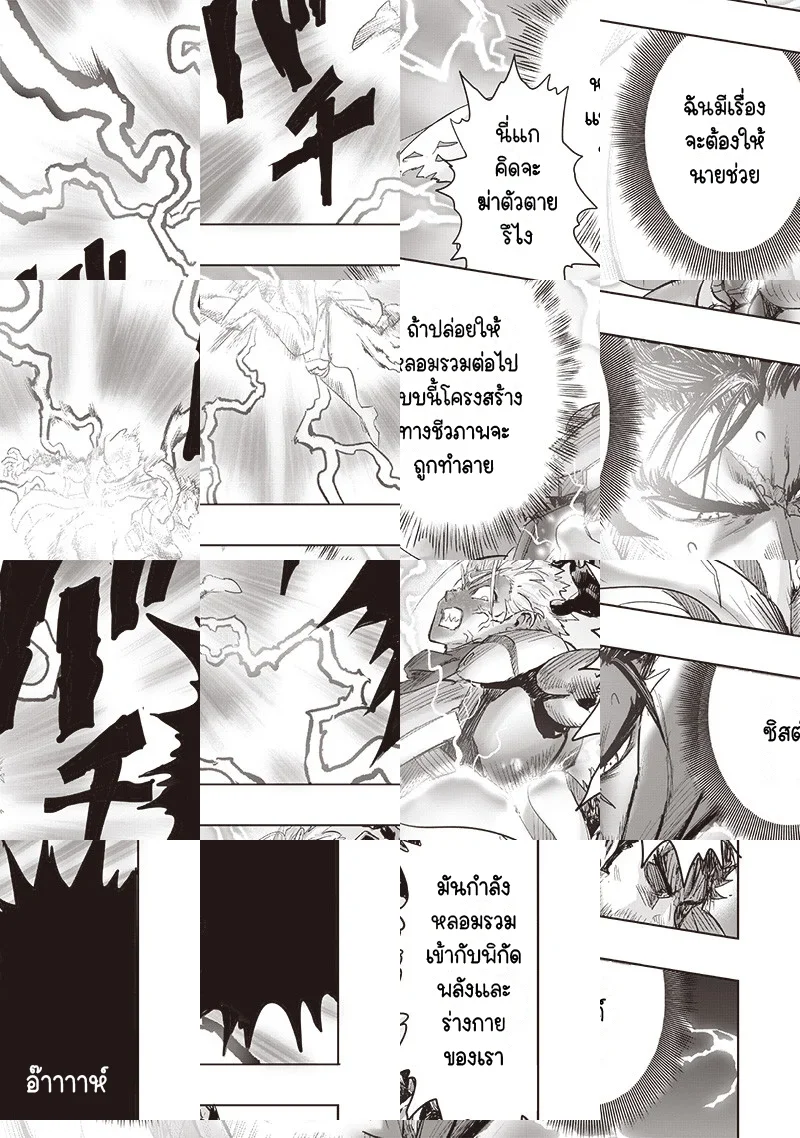 นี่แก
คิดจะ
ฆ่าตัวตาย
รึไง
ฉันมีเรื่อง
จะต้องให้
นายช่วย
ถ้าปล่อยให้
หลอมรวมต่อไป
แบบนี้โครงสร้าง
ทางชีวภาพจะ
ถูกทำลาย
อ๊าาาาห์
มันกำลัง
หลอมรวม
เข้ากับพิกัด
พลังและ
ร่างกาย
ของเรา